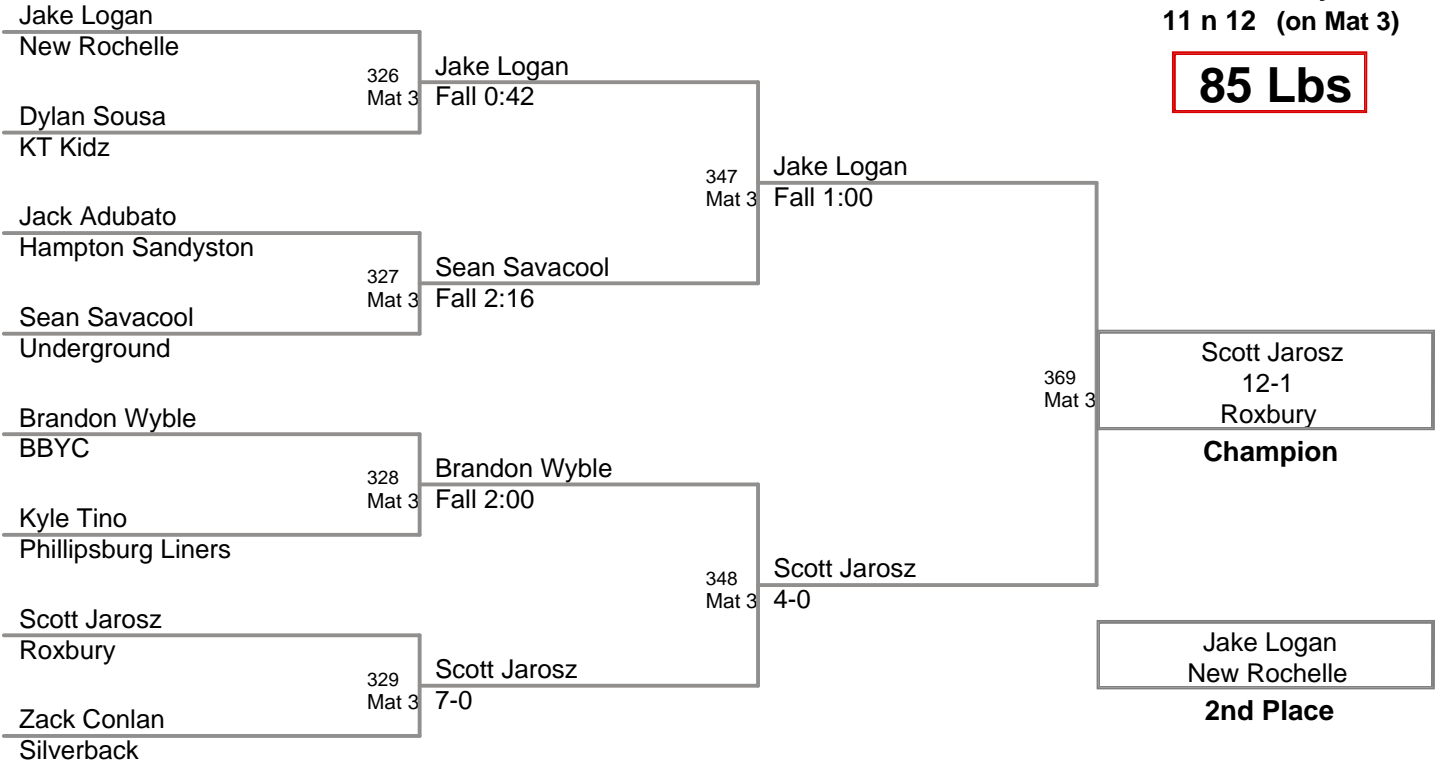 Jake Logan
New Rochelle
326
Mat 3
Jake Logan
Fall 0:42
Dylan Sousa
KT Kidz
347
Mat 3
Jake Logan
Fall 1:00
Jack Adubato
Hampton Sandyston
327
Mat 3
Sean Savacool
Fall 2:16
Sean Savacool
Underground
369
Mat 3
Brandon Wyble
BBYC
328
Mat 3
Brandon Wyble
Fall 2:00
Kyle Tino
Phillipsburg Liners
348
Mat 3
Scott Jarosz
4-0
Scott Jarosz
Roxbury
329
Mat 3
Scott Jarosz
7-0
Zack Conlan
Silverback
11 n 12 (on Mat 3)
85 Lbs
Scott Jarosz
12-1
Roxbury
Champion
Jake Logan
New Rochelle
2nd Place